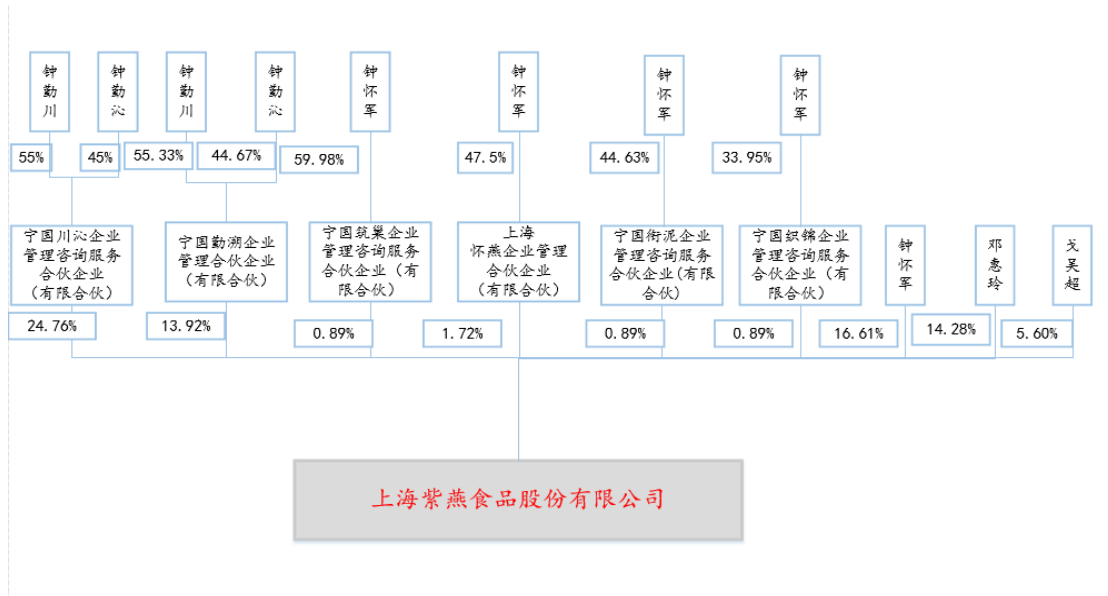 钟勤川
钟勤沁
钟勤川
钟勤沁
钟怀军
钟怀军
钟怀军
钟怀军
55%
45%
55.33%
44.67%
59.98%
47.5%
44.63%
33.95%
宁国川沁企业
管理咨询服务
合伙企业
(有限合伙)
宁国勤溯企业
管理合伙企业
(有限合伙)
宁国筑巢企业
管理咨询服务
合伙企业(有
限合伙)
上海
怀燕企业管理
合伙企业
(有限合伙)
宁国衔泥企业
管理咨询服务
合伙企业(有限
合伙)
宁国织锦企业
管理咨询服务
合伙企业(有
限合伙)
钟怀军
邓惠玲
戈吴超
24.76%
13.92%
0.89%
1.72%
0.89%
0.89%
16.61%
14.28%
5.60%
上海紫燕食品股份有限公司